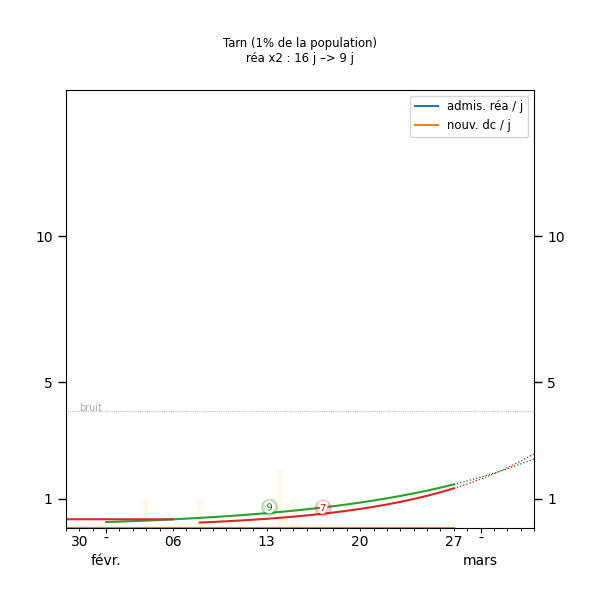 Tarn (1% de la population)
réa x2 : 16 j –> 9 j
admis. réa / j
nouv. dc / j
10 10
5 5
bruit
1 1
9 7
30 - 06 13 20 27 -
févr. mars